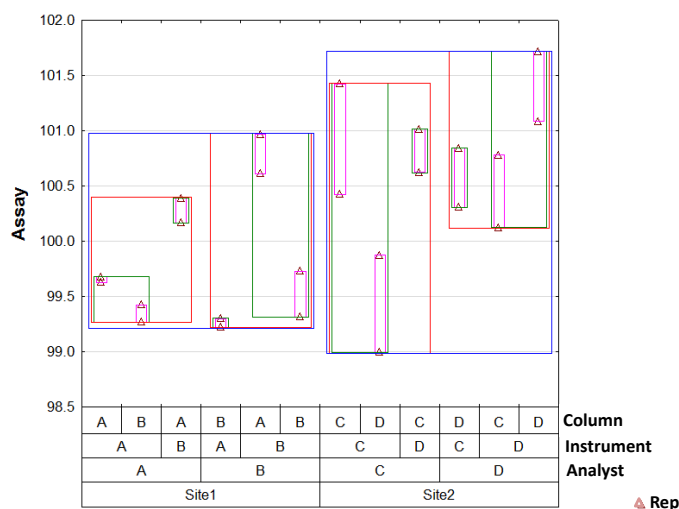 102.0
101.5
101.0
100.5
100.0
99.5
99.0
98.5
Assay
A B A B A B C D C D C D Column
A B A B C D C D Instrument
A B C D Analyst
Site1 Site2
Rep